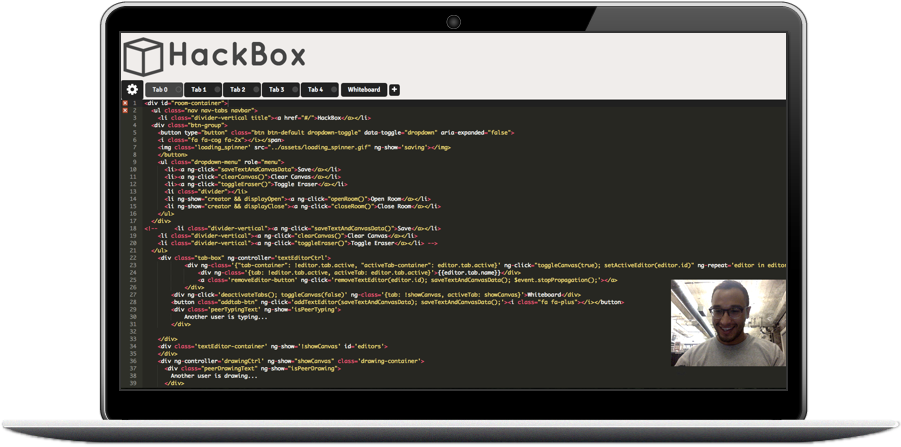 HackBox
Tab 0 Tab 1 Tab 2 Tab 3 Tab 4 Whiteboard +
1 <div id="room-container">
2 <ul class="nav nav-tabs navbar">
3 <li class="divider-vertical title"><a href="#/">HackBox</a></li>
4 <div class="btn-group">
5 <button type="button" class="btn btn-default dropdown-toggle" data-toggle="dropdown" aria-expanded="false">
6 <i class="fa fa-cog fa-2x"></i></span>
7 <img class='loading_spinner' src="../assets/loading_spinner.gif" ng-show='saving'></img>
8 </button>
9 <ul class="dropdown-menu" role="menu">
10 <li><a ng-click="saveTextAndCanvasData()">Save</a></li>
11 <li><a ng-click="clearCanvas()">Clear Canvas</a></li>
12 <li><a ng-click="toggleEraser()">Toggle Eraser</a></li>
13 <li class="divider"></li>
14 <li ng-show="creator && displayOpen"><a ng-click="openRoom()">Open Room</a></li>
15 <li ng-show="creator && displayClose"><a ng-click="closeRoom()">Close Room</a></li>
16 </ul>
17 </div>
18 <!-- <li class="divider-vertical"><a ng-click="saveTextAndCanvasData()">Save</a></li>
19 <li class="divider-vertical"><a ng-click="clearCanvas()">Clear Canvas</a></li>
20 <li class="divider-vertical"><a ng-click="toggleEraser()">Toggle Eraser</a></li> -->
21 </ul>
22 <div class="tab-box" ng-controller='textEditorCtrl'>
23 <div ng-class='{"tab-container": !editor.tab.active, "activeTab-container": editor.tab.active}' ng-click="toggleCanvas(true); setActiveEditor(editor.id)" ng-repeat='editor in editor
24 <div ng-class='{tab: !editor.tab.active, activeTab: editor.tab.active}'>{{editor.tab.name}}</div>
25 <a class='removeEditor-button' ng-click='removeTextEditor(editor.id); saveTextAndCanvasData(); $event.stopPropagation();'></a>
26 </div>
27 <div ng-click='deactivateTabs(); toggleCanvas(false)' ng-class='{tab: !showCanvas, activeTab: showCanvas}'>Whiteboard</div>
28 <button class="addtab-btn" ng-click='addTextEditor(saveTextAndCanvasData); saveTextAndCanvasData();'><i class="fa fa-plus"></i></button>
29 <div class='peerTypingText' ng-show='isPeerTyping'>
30 Another user is typing...
31 </div>
32
33 </div>
34 <div class='textEditor-container' ng-show='!showCanvas' id='editors'>
35 </div>
36 <div ng-controller='drawingCtrl' ng-show="showCanvas" class='drawing-container'>
37 <div class="peerDrawingText" ng-show="isPeerDrawing">
38 Another user is drawing...
39 </div>